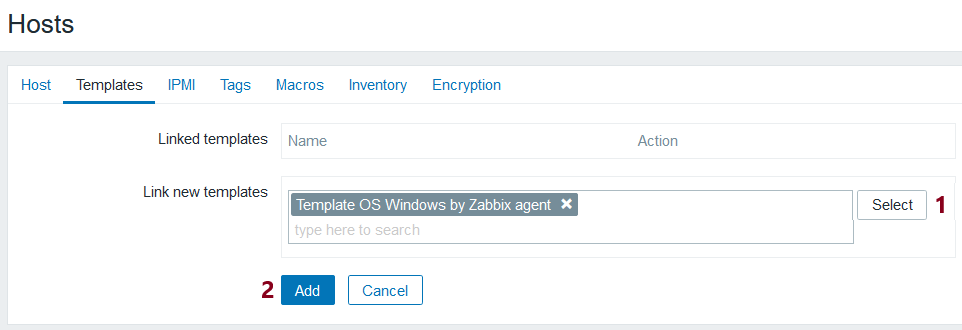 Hosts
Host Templates IPMI Tags Macros Inventory Encryption
Linked templates Name Action
Link new templates
Template OS Windows by Zabbix agent ✖ Select 1
type here to search
2 Add Cancel